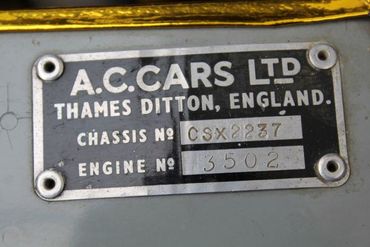 A.C.CARS LTD
THAMES DITTON, ENGLAND.
CHASSIS Nº CSX2237
ENGINE Nº 3502